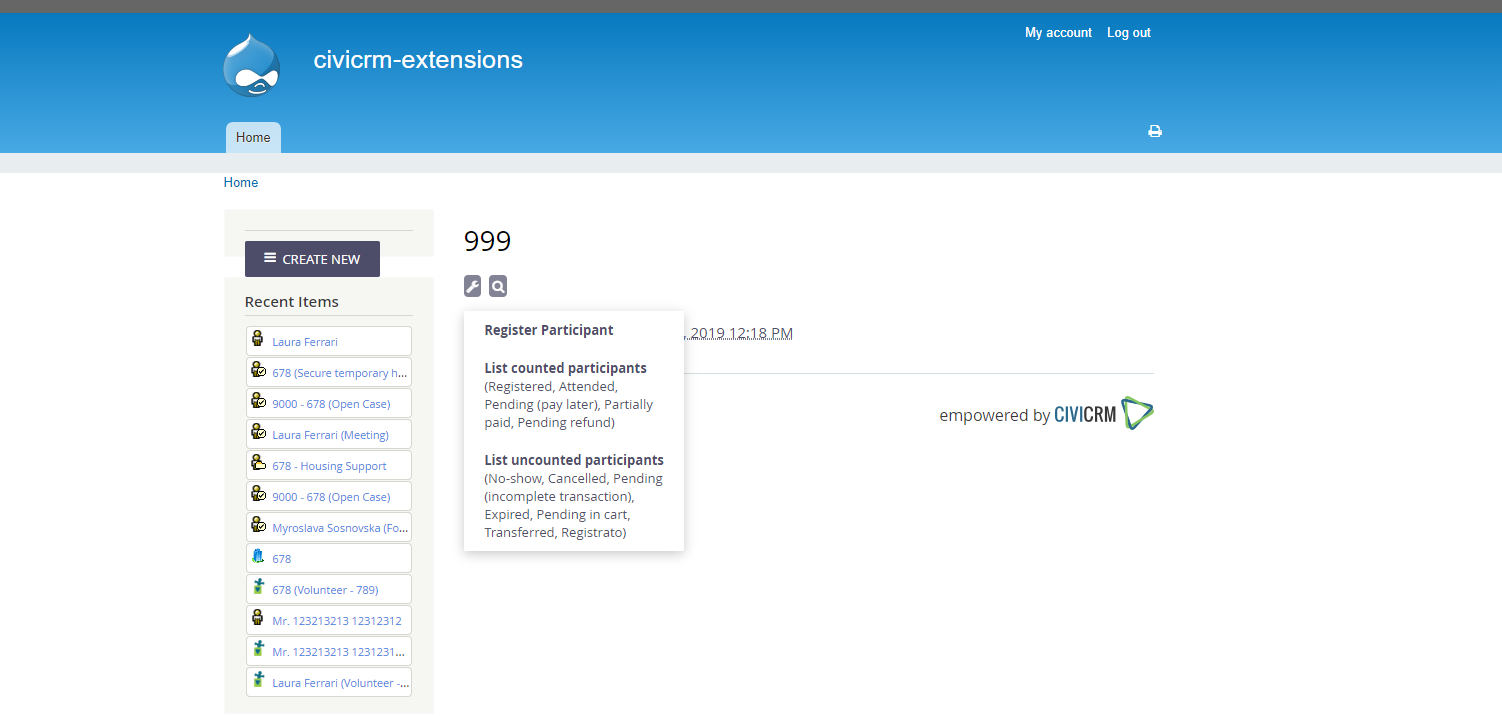 My account Log out
civicrm-extensions
Home
Home
CREATE NEW
Recent Items
Laura Ferrari
678 (Secure temporary h...
9000 - 678 (Open Case)
Laura Ferrari (Meeting)
678 - Housing Support
9000 - 678 (Open Case)
Myroslava Sosnovska (Fo...
678
678 (Volunteer - 789)
Mr. 123213213 12312312
Mr. 123213213 1231231...
Laura Ferrari (Volunteer -...
999
Register Participant
, 2019 12:18 PM
List counted participants
(Registered, Attended,
Pending (pay later), Partially
paid, Pending refund)
List uncounted participants
(No-show, Cancelled, Pending
(incomplete transaction),
Expired, Pending in cart,
Transferred, Registrato)
empowered by CIVICRM